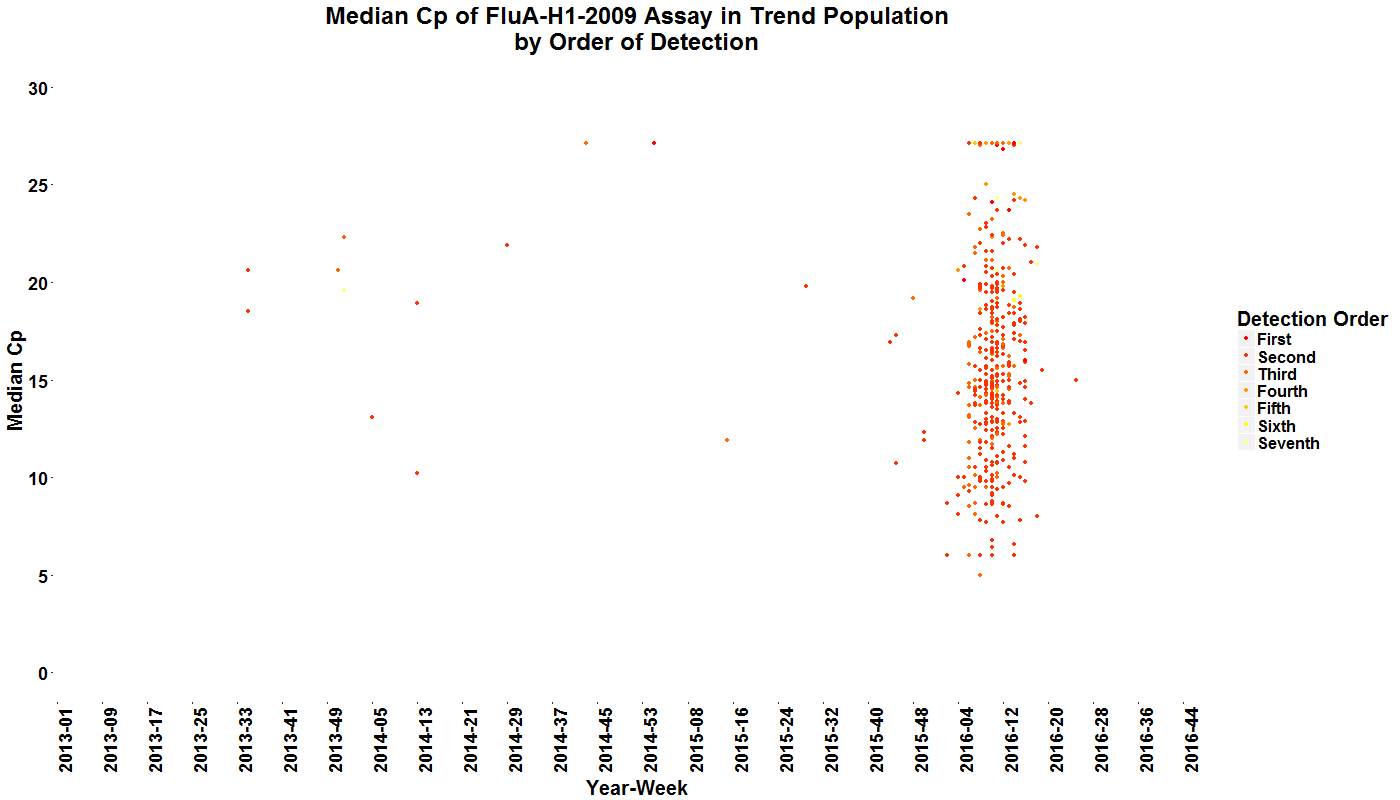 Median Cp of FluA-H1-2009 Assay in Trend Population
by Order of Detection
30
25
20
15
10
5
0
Median Cp
2013-01
2013-09
2013-17
2013-25
2013-33
2013-41
2013-49
2014-05
2014-13
2014-21
2014-29
2014-37
2014-45
2014-53
2015-08
2015-16
2015-24
2015-32
2015-40
2015-48
2016-04
2016-12
2016-20
2016-28
2016-36
2016-44
Year-Week
Detection Order
First
Second
Third
Fourth
Fifth
Sixth
Seventh